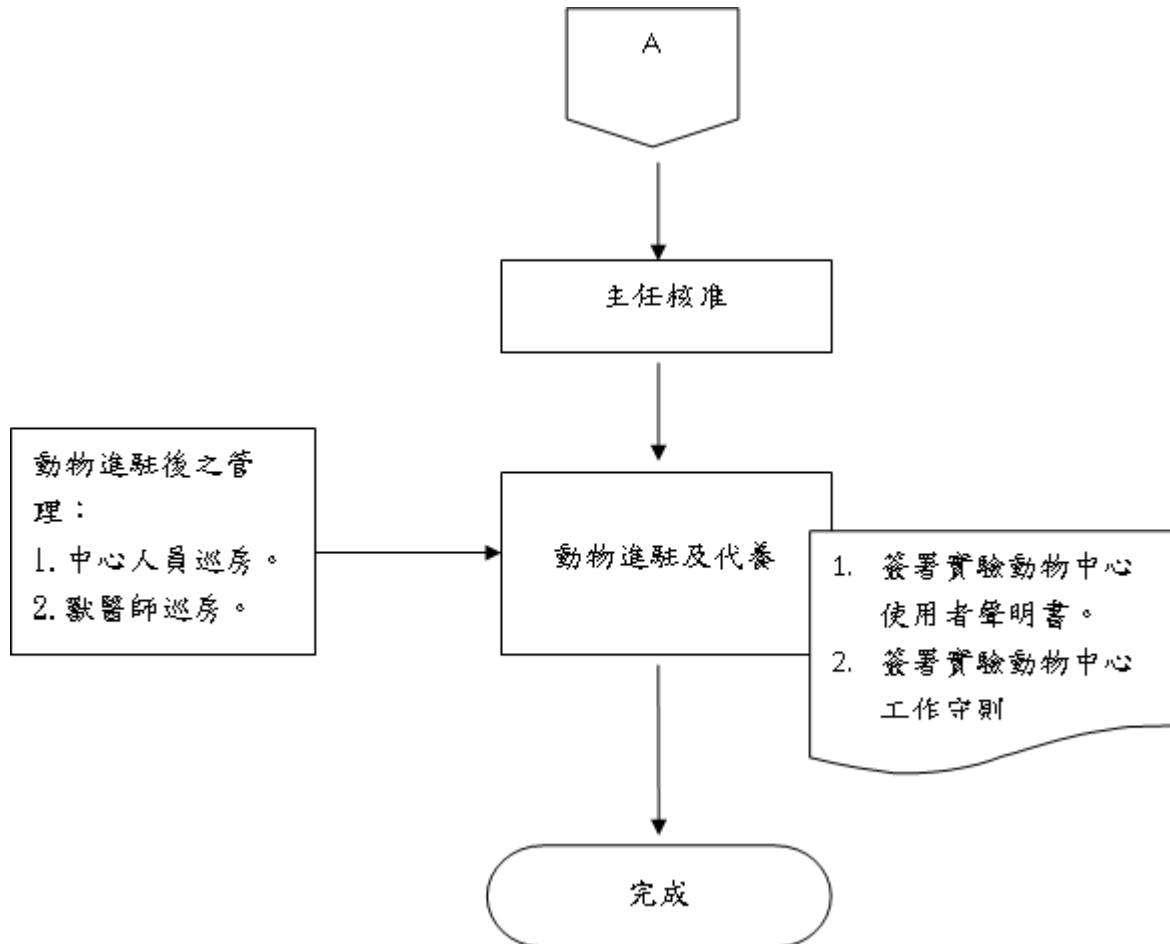 A
主任核准
動物進駐後之管
理：
1.中心人員巡房。
2.獸醫師巡房。
動物進駐及代養
1. 簽署實驗動物中心
使用者聲明書。
2. 簽署實驗動物中心
工作守則
完成